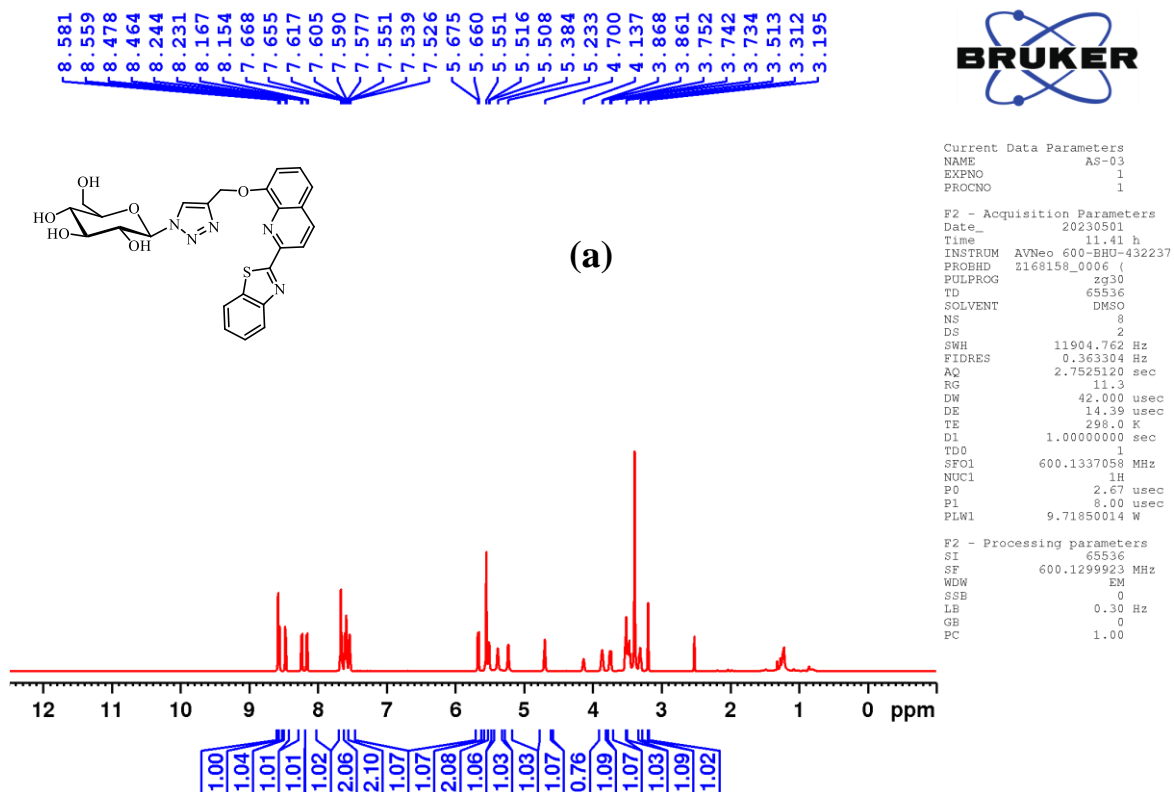 8.581
8.559
8.478
8.464
8.244
8.231
8.167
8.154
7.668
7.655
7.617
7.605
7.590
7.577
7.551
7.539
7.526
5.675
5.660
5.551
5.516
5.508
5.384
5.233
4.700
4.137
3.868
3.861
3.752
3.742
3.734
3.513
3.312
3.195
BRUKER
OH
HO
HO
O
OH
N
N
N
O
N
S
N
(a)
Current Data Parameters
NAME AS-03
EXPNO 1
PROCNO 1
F2 - Acquisition Parameters
Date_ 20230501
Time 11.41 h
INSTRUM AVNeo 600-BHU-432237
PROBHD Z168158_0006 (
PULPROG zg30
TD 65536
SOLVENT DMSO
NS 8
DS 2
SWH 11904.762 Hz
FIDRES 0.363304 Hz
AQ 2.7525120 sec
RG 11.3
DW 42.000 usec
DE 14.39 usec
TE 298.0 K
D1 1.00000000 sec
TD0 1
SFO1 600.1337058 MHz
NUC1 1H
P0 2.67 usec
P1 8.00 usec
PLW1 9.71850014 W
F2 - Processing parameters
SI 65536
SF 600.1299923 MHz
WDW EM
SSB 0
LB 0.30 Hz
GB 0
PC 1.00
12 11 10 9 8 7 6 5 4 3 2 1 0 ppm
1.00
1.04
1.01
1.01
1.02
2.06
2.10
1.07
1.07
2.08
1.06
1.03
1.03
1.07
0.76
1.09
1.07
1.03
1.09
1.02